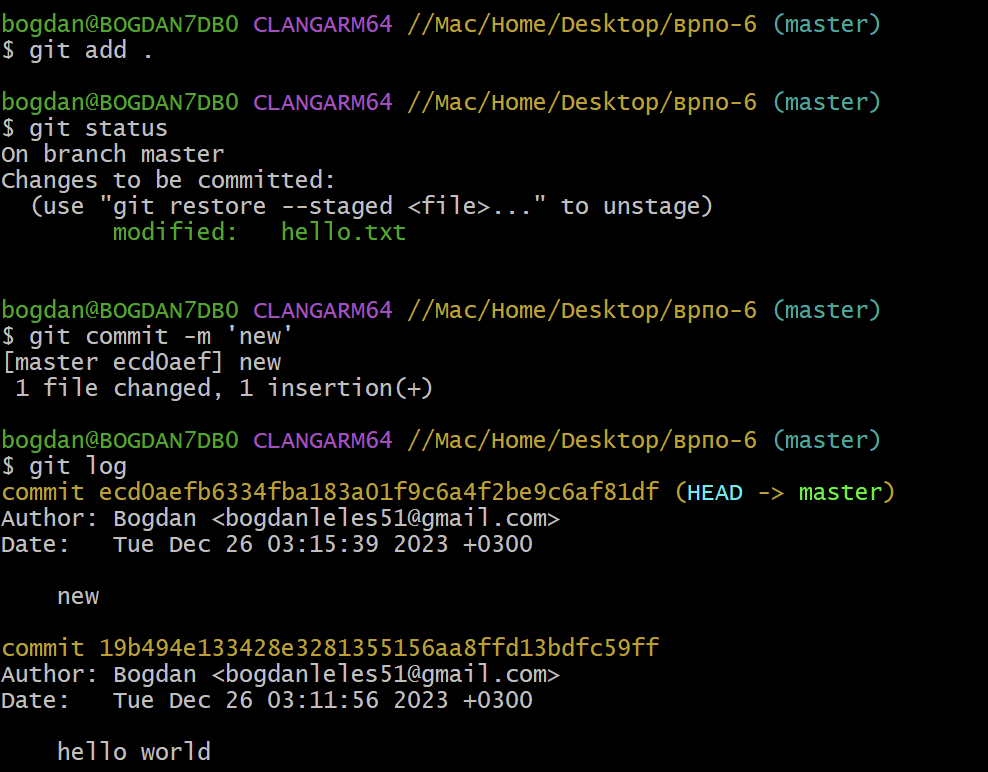 bogdan@BOGDAN7DB0 CLANGARM64 //Mac/Home/Desktop/врпо-6 (master)
$ git add .
bogdan@BOGDAN7DB0 CLANGARM64 //Mac/Home/Desktop/врпо-6 (master)
$ git status
On branch master
Changes to be committed:
  (use "git restore --staged <file>..." to unstage)
        modified:   hello.txt
bogdan@BOGDAN7DB0 CLANGARM64 //Mac/Home/Desktop/врпо-6 (master)
$ git commit -m 'new'
[master ecd0aef] new
 1 file changed, 1 insertion(+)
bogdan@BOGDAN7DB0 CLANGARM64 //Mac/Home/Desktop/врпо-6 (master)
$ git log
commit ecd0aefb6334fba183a01f9c6a4f2be9c6af81df (HEAD -> master)
Author: Bogdan <bogdanleles51@gmail.com>
Date:   Tue Dec 26 03:15:39 2023 +0300
    new
commit 19b494e133428e3281355156aa8ffd13bdfc59ff
Author: Bogdan <bogdanleles51@gmail.com>
Date:   Tue Dec 26 03:11:56 2023 +0300
    hello world